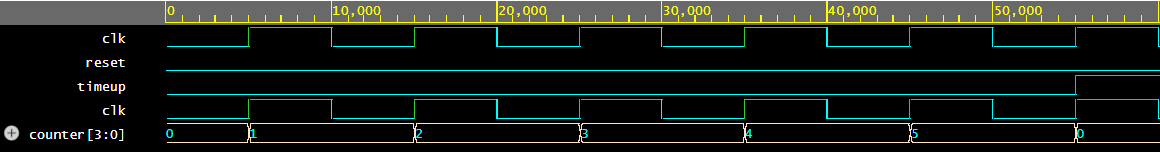 0 10,000 20,000 30,000 40,000 50,000
clk
reset
timeup
clk
counter[3:0] 0 1 2 3 4 5 0